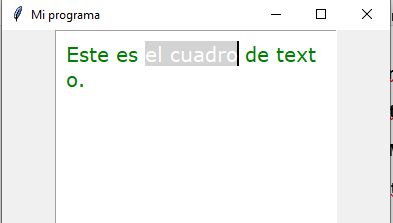 Mi programa
Este es el cuadro de text
o.